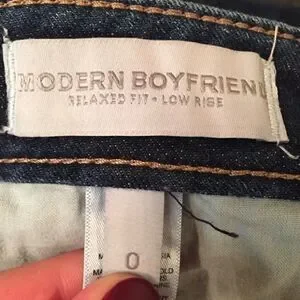 MODERN BOYFRIEND
RELAXED FIT • LOW RISE
0